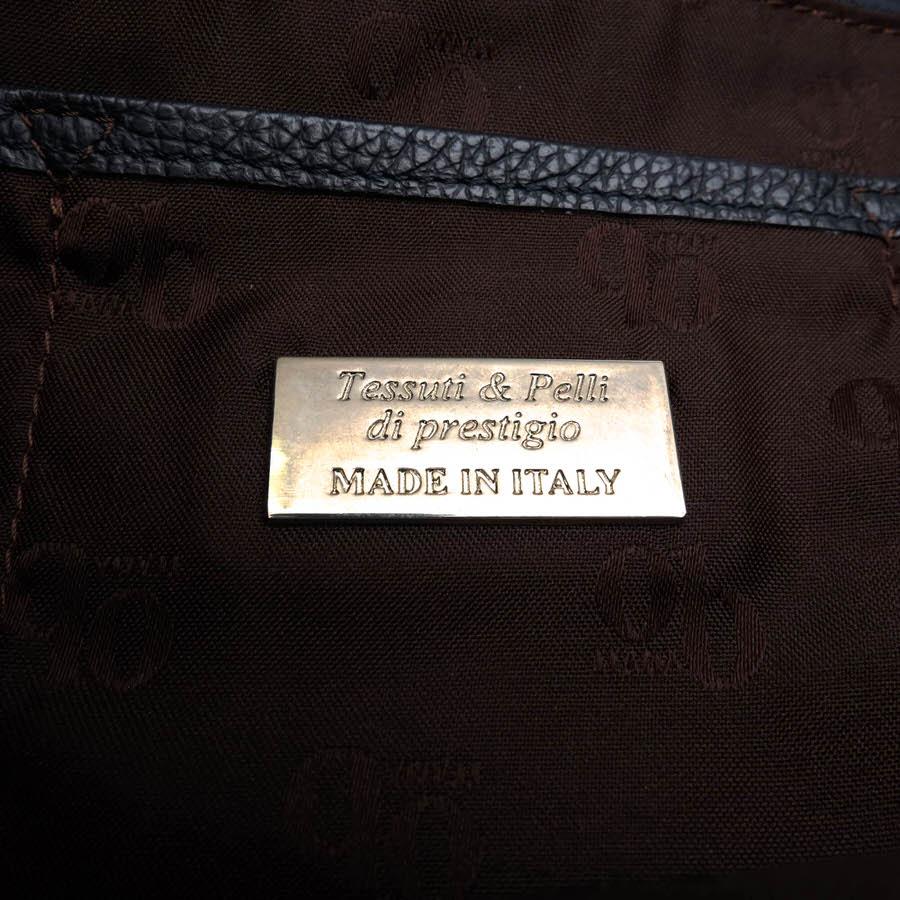 Tessuti & Pelli
di prestigio
MADE IN ITALY